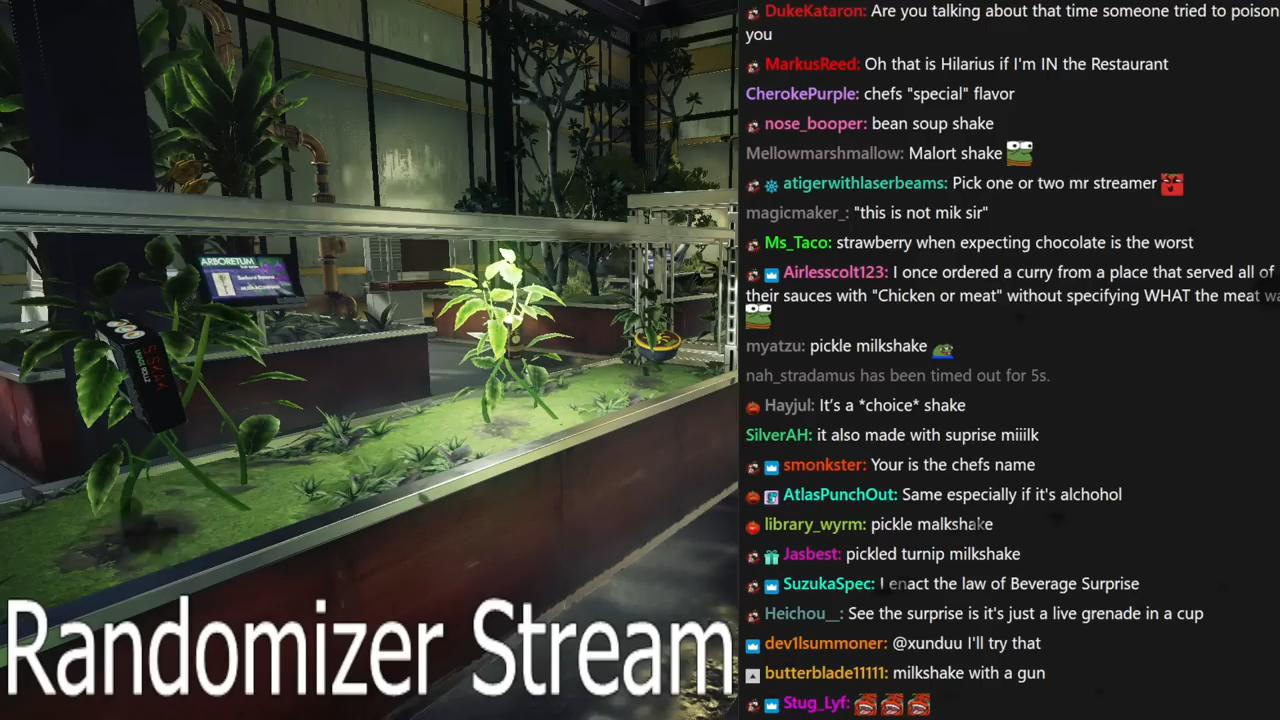 ARBORETUM
Randomizer Stream
DukeKataron: Are you talking about that time someone tried to poison
you
MarkusReed: Oh that is Hilarius if I'm IN the Restaurant
CherokePurple: chefs "special" flavor
nose_booper: bean soup shake
Mellowmarshmallow: Malort shake
atigerwithlaserbeams: Pick one or two mr streamer
magicmaker_: "this is not mik sir"
Ms_Taco: strawberry when expecting chocolate is the worst
Airlesscolt123: I once ordered a curry from a place that served all of
their sauces with "Chicken or meat" without specifying WHAT the meat wa
myatzu: pickle milkshake
nah_stradamus has been timed out for 5s.
Hayjul: It’s a *choice* shake
SilverAH: it also made with suprise miiilk
smonkster: Your is the chefs name
AtlasPunchOut: Same especially if it's alchohol
library_wyrm: pickle malkshake
Jasbest: pickled turnip milkshake
SuzukaSpec: I enact the law of Beverage Surprise
Heichou__: See the surprise is it's just a live grenade in a cup
dev1lsummoner: @xunduu I'll try that
butterblade11111: milkshake with a gun
Stug_Lyf: